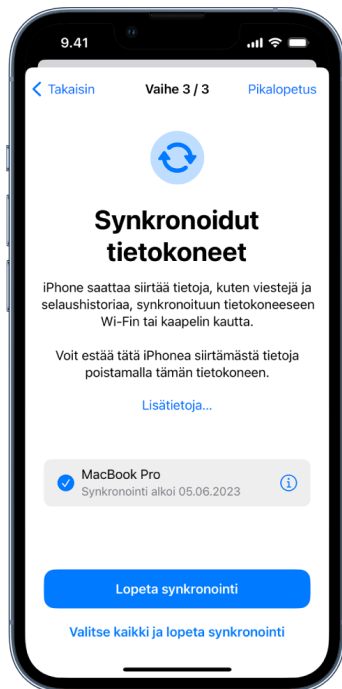 9.41
Takaisin
Vaihe 3 / 3
Pikalopetus
Synkronoidut
tietokoneet
iPhone saattaa siirtää tietoja, kuten viestejä ja
selaushistoriaa, synkronoituun tietokoneeseen
Wi-Fin tai kaapelin kautta.
Voit estää tätä iPhonea siirtämästä tietoja
poistamalla tämän tietokoneen.
Lisätietoja...
MacBook Pro
Synkronointi alkoi 05.06.2023
Lopeta synkronointi
Valitse kaikki ja lopeta synkronointi